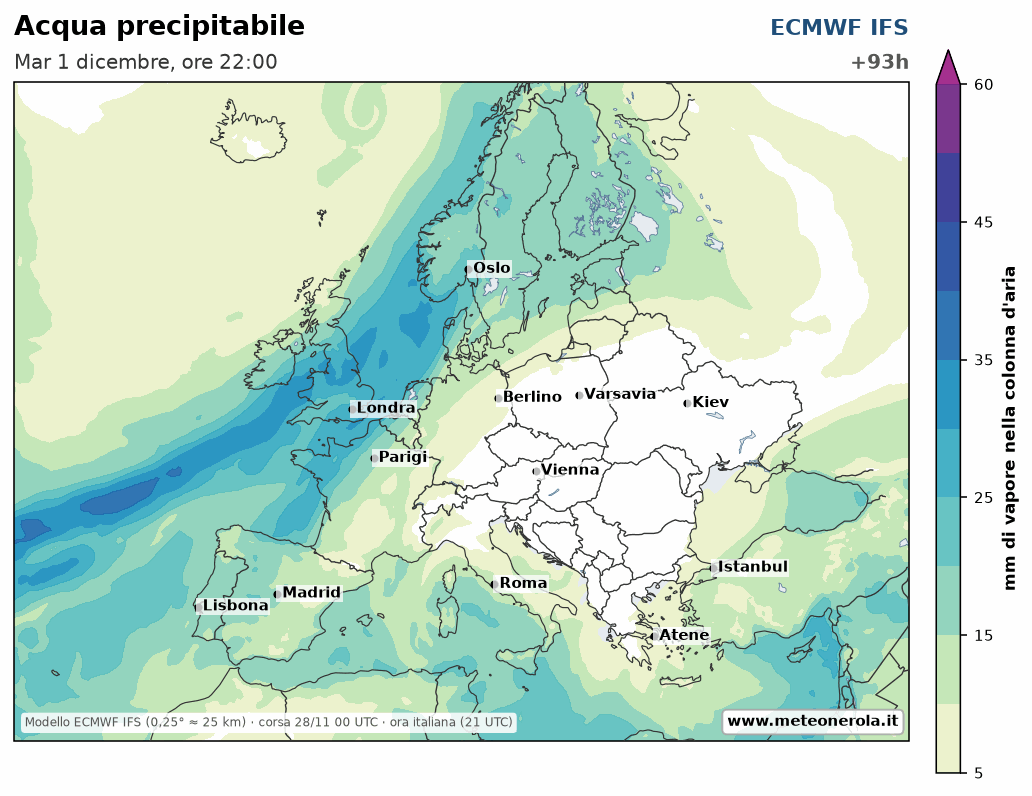 Acqua precipitabile
ECMWF IFS
Mar 1 dicembre, ore 22:00
+93h
60
45
35
25
15
5
mm di vapore nella colonna d'aria
Oslo
Londra
Berlino
Varsavia
Kiev
Parigi
Vienna
Istanbul
Roma
Madrid
Lisbona
Atene
Modello ECMWF IFS (0,25° ≈ 25 km) · corsa 28/11 00 UTC · ora italiana (21 UTC)
www.meteonerola.it